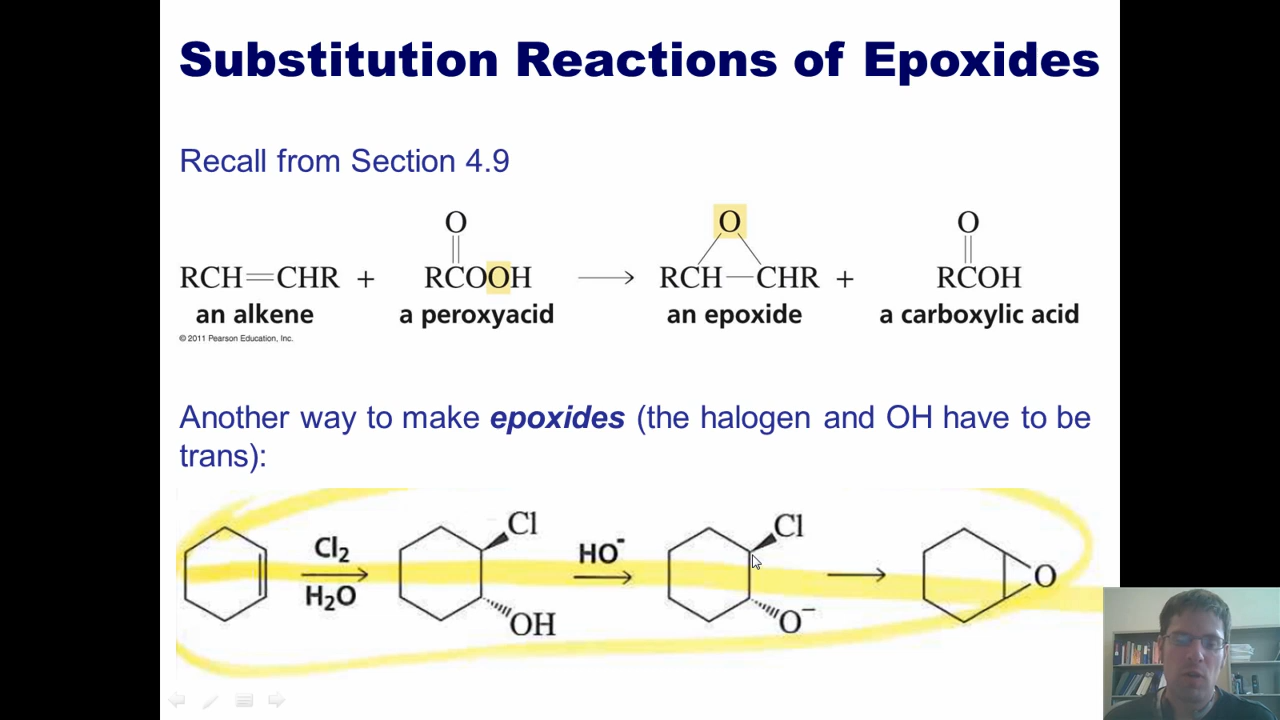 Substitution Reactions of Epoxides
Recall from Section 4.9
O O O
RCH=CHR + RCOOH → RCH—CHR + RCOH
an alkene a peroxyacid an epoxide a carboxylic acid
© 2011 Pearson Education, Inc.
Another way to make epoxides (the halogen and OH have to be
trans):
Cl Cl
Cl₂ HO⁻
→ → → O
H₂O
OH O⁻